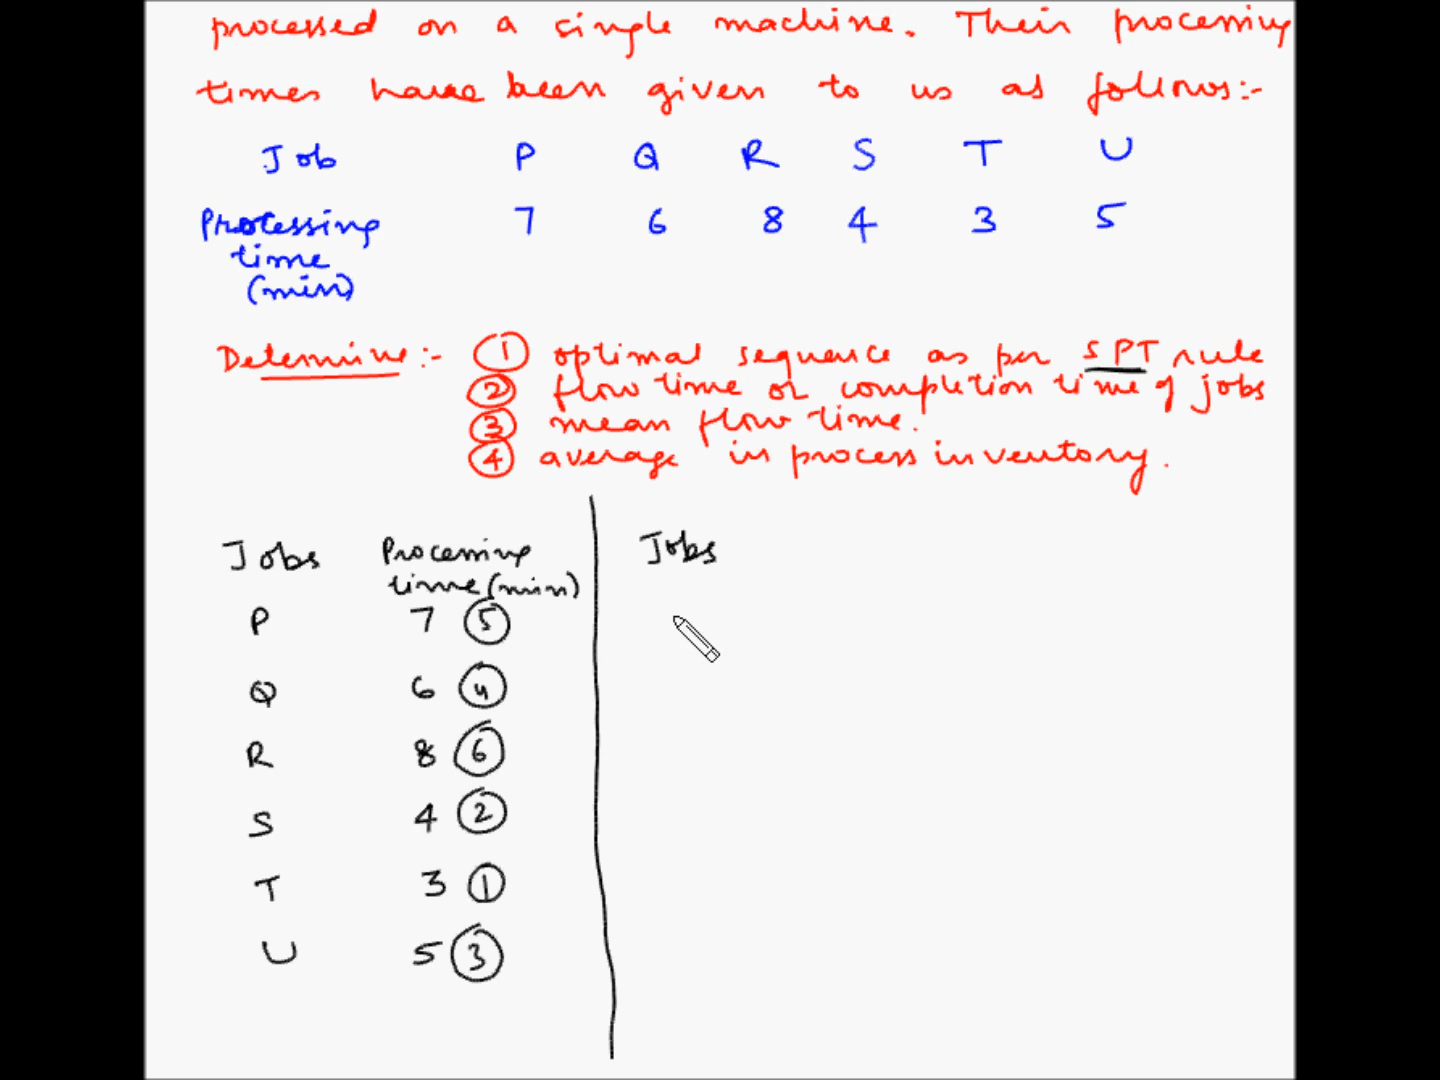 processed on a single machine. Their processing
times have been given to us as follows:-
Job P Q R S T U
Processing 7 6 8 4 3 5
time
(min)
Determine:- ① optimal sequence as per SPT rule
② flow time or completion time of jobs
③ mean flow time.
④ average in process inventory.
Jobs Processing Jobs
time (min)
P 7 ⑤
Q 6 ④
R 8 ⑥
S 4 ②
T 3 ①
U 5 ③